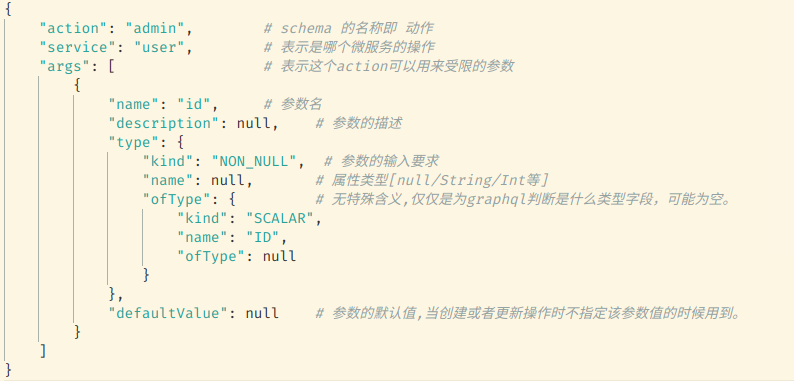 {
"action": "admin", # schema 的名称即 动作
"service": "user", # 表示是哪个微服务的操作
"args": [ # 表示这个action可以用来受限的参数
{
"name": "id", # 参数名
"description": null, # 参数的描述
"type": {
"kind": "NON_NULL", # 参数的输入要求
"name": null, # 属性类型[null/String/Int等]
"ofType": { # 无特殊含义,仅仅是为graphql判断是什么类型字段，可能为空。
"kind": "SCALAR",
"name": "ID",
"ofType": null
}
},
"defaultValue": null # 参数的默认值,当创建或者更新操作时不指定该参数值的时候用到。
}
]
}